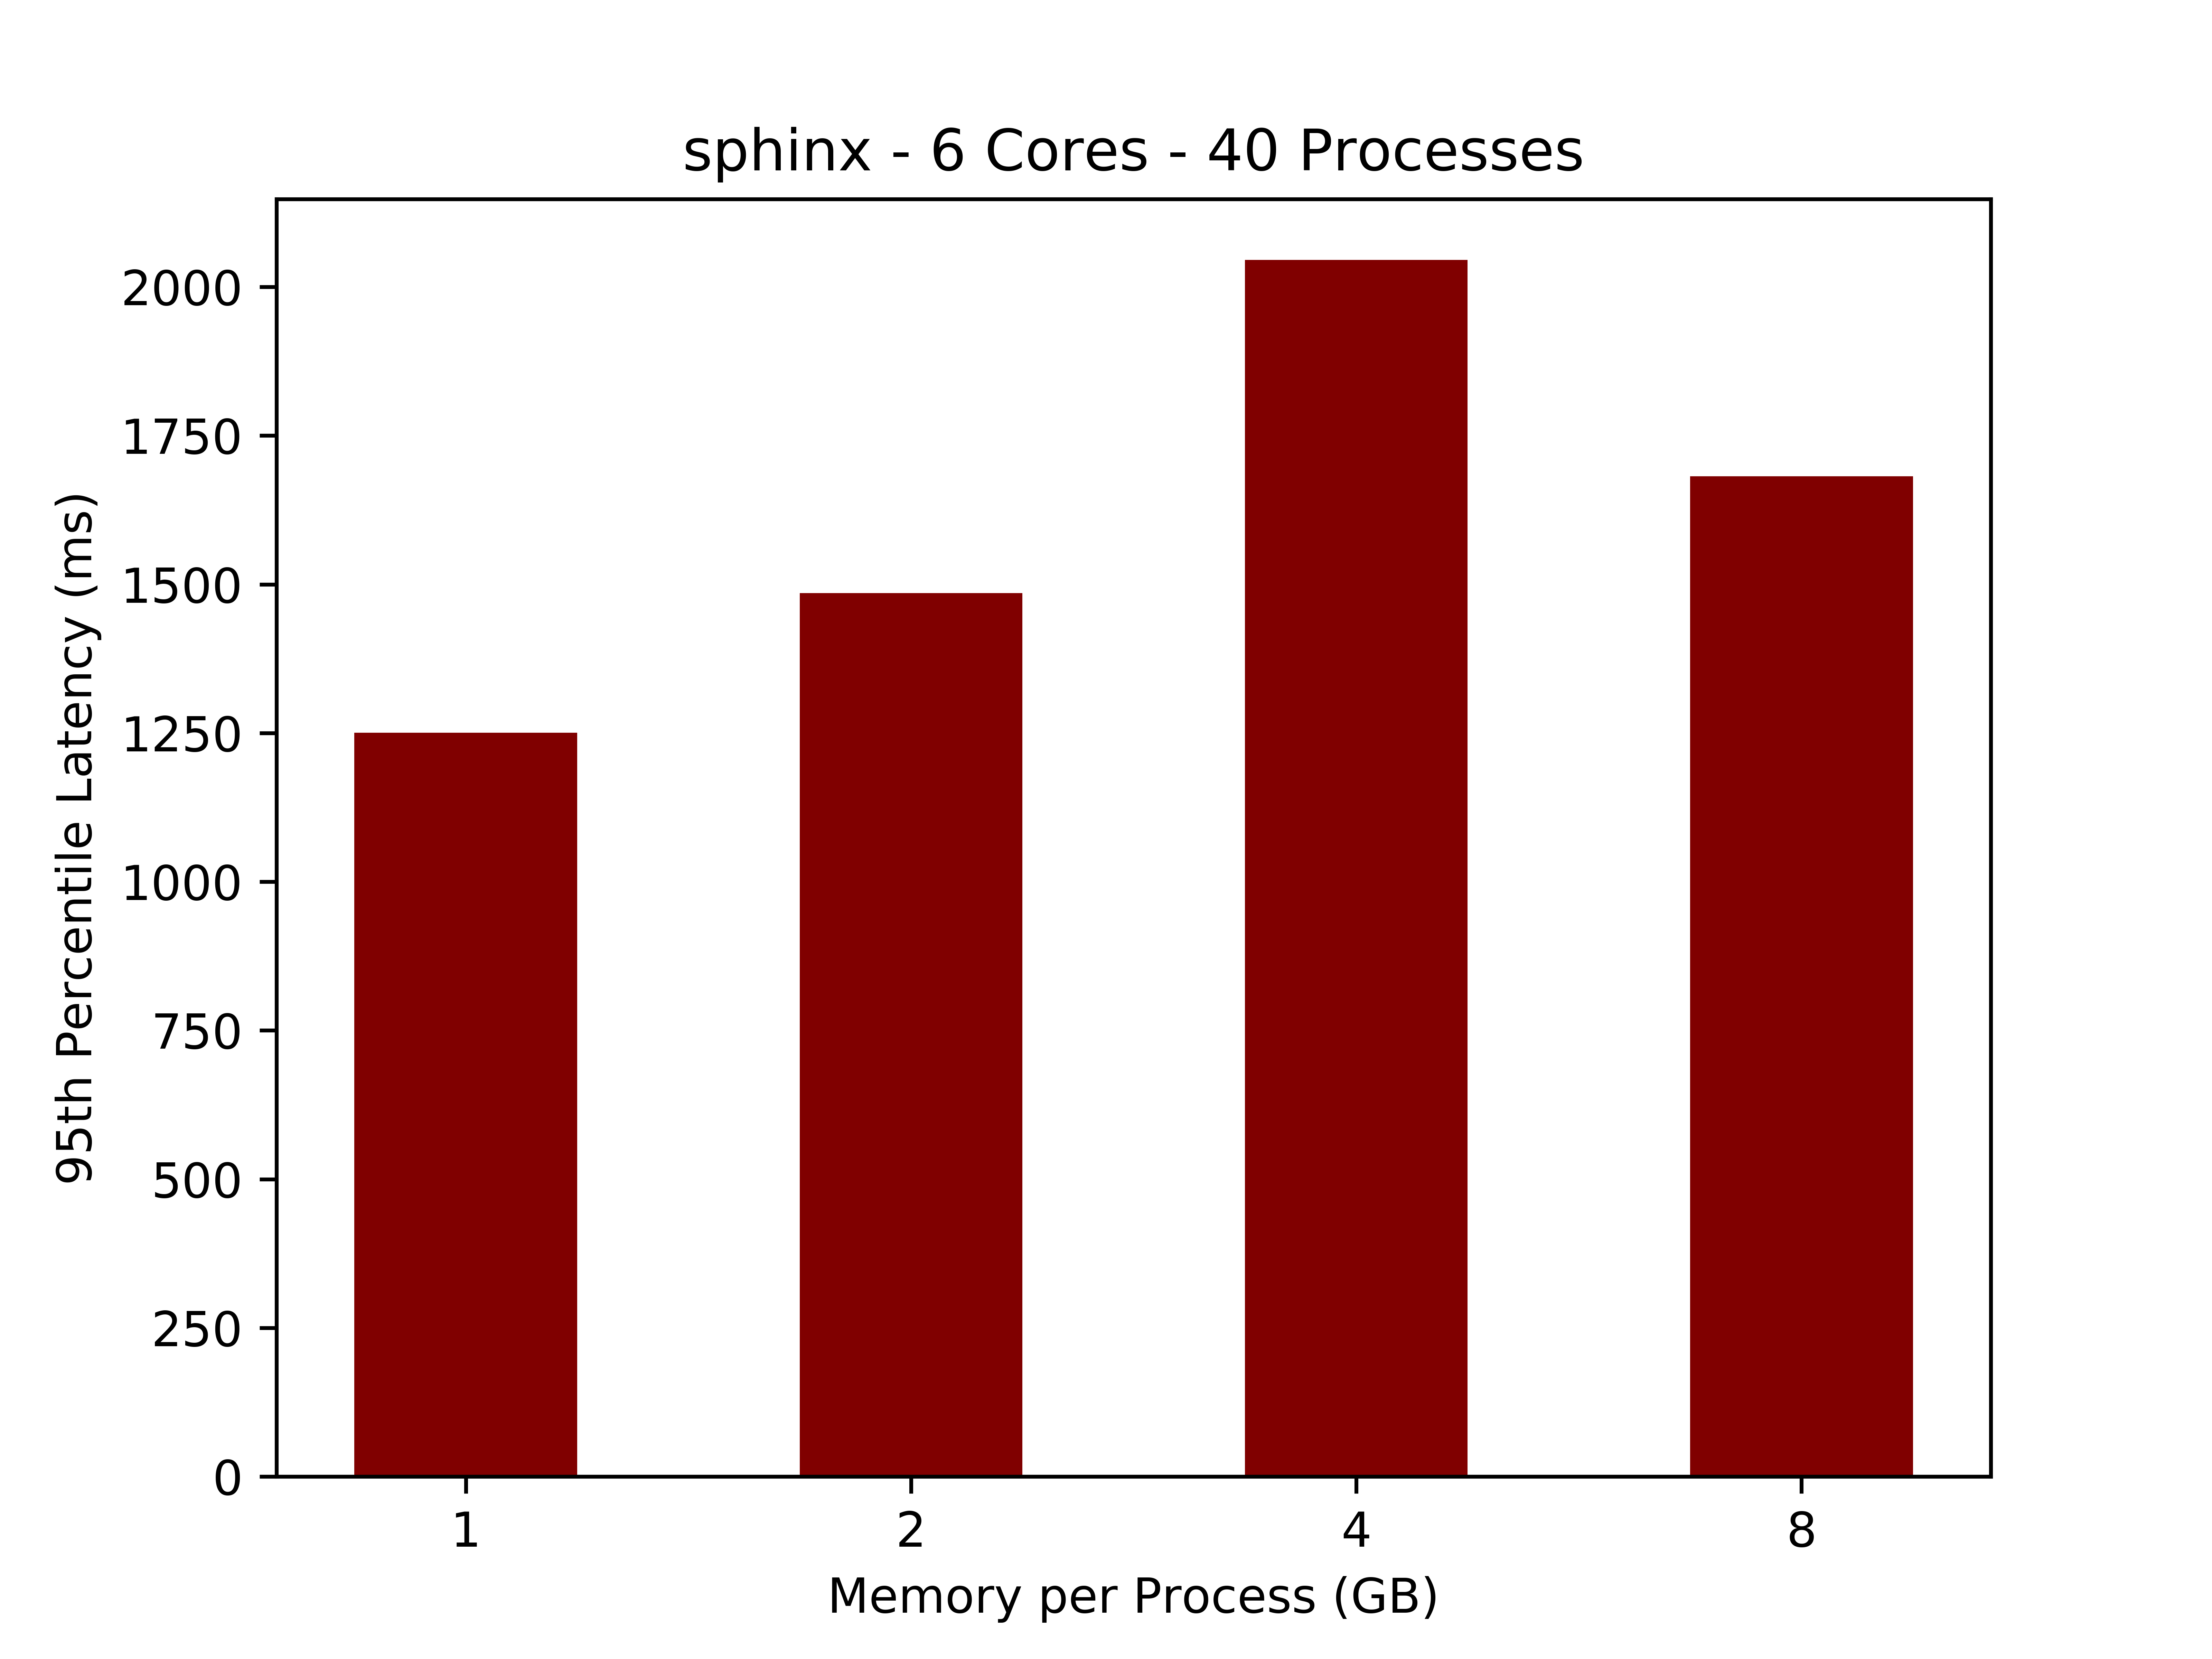 sphinx - 6 Cores - 40 Processes
95th Percentile Latency (ms)
2000
1750
1500
1250
1000
750
500
250
0
1 2 4 8
Memory per Process (GB)